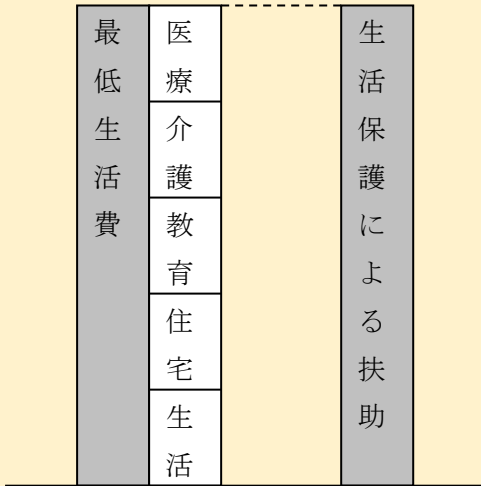 最低生活費
医療
介護
教育
住宅
生活
生活保護による扶助